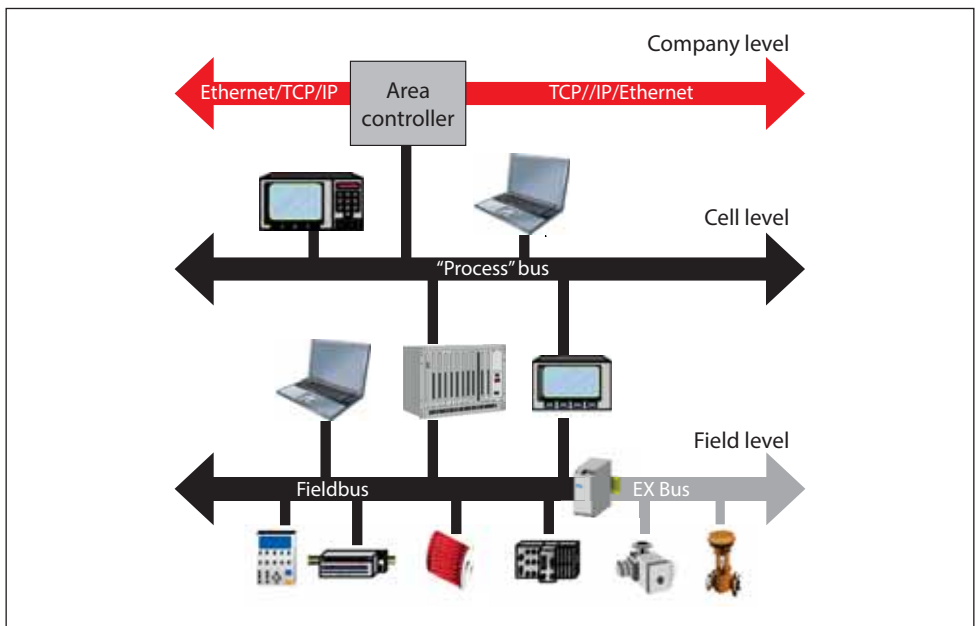 Company level
Ethernet/TCP/IP
Area
controller
TCP//IP/Ethernet
Cell level
“Process” bus
Field level
Fieldbus
EX Bus